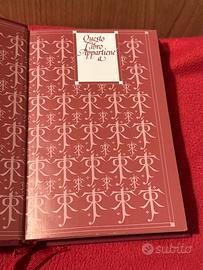 Questo
Libro
Appartiene
a
subito